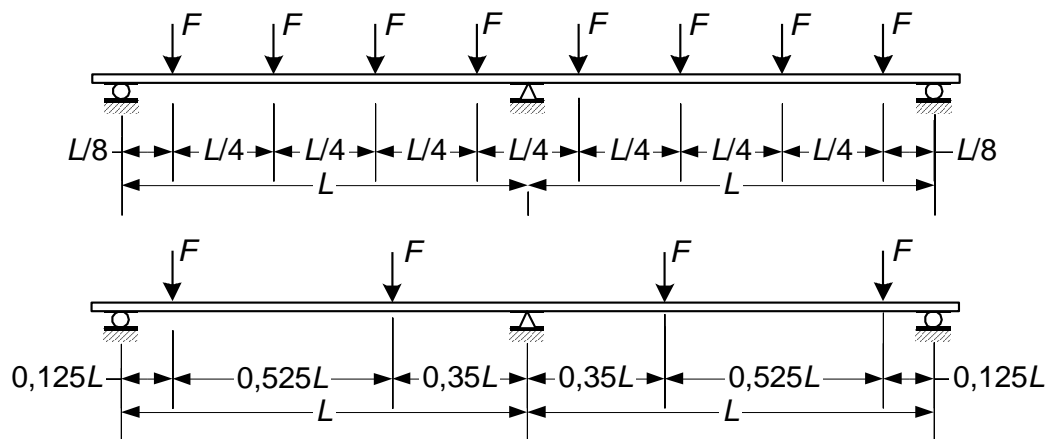 F F F F F F F F
L/8 L/4 L/4 L/4 L/4 L/4 L/4 L/4 L/8
L L
F F F F
0,125L 0,525L 0,35L 0,35L 0,525L 0,125L
L L